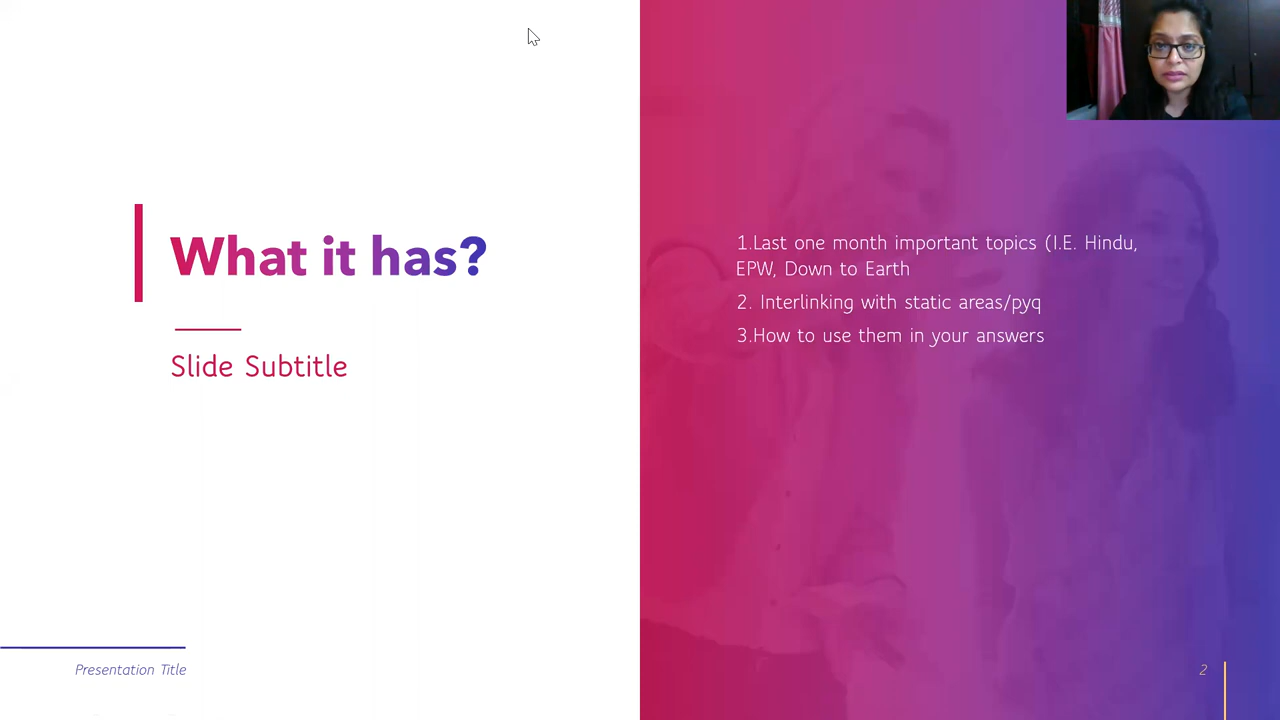 What it has?
Slide Subtitle
1.Last one month important topics (I.E. Hindu,
EPW, Down to Earth
2. Interlinking with static areas/pyq
3.How to use them in your answers
Presentation Title
2